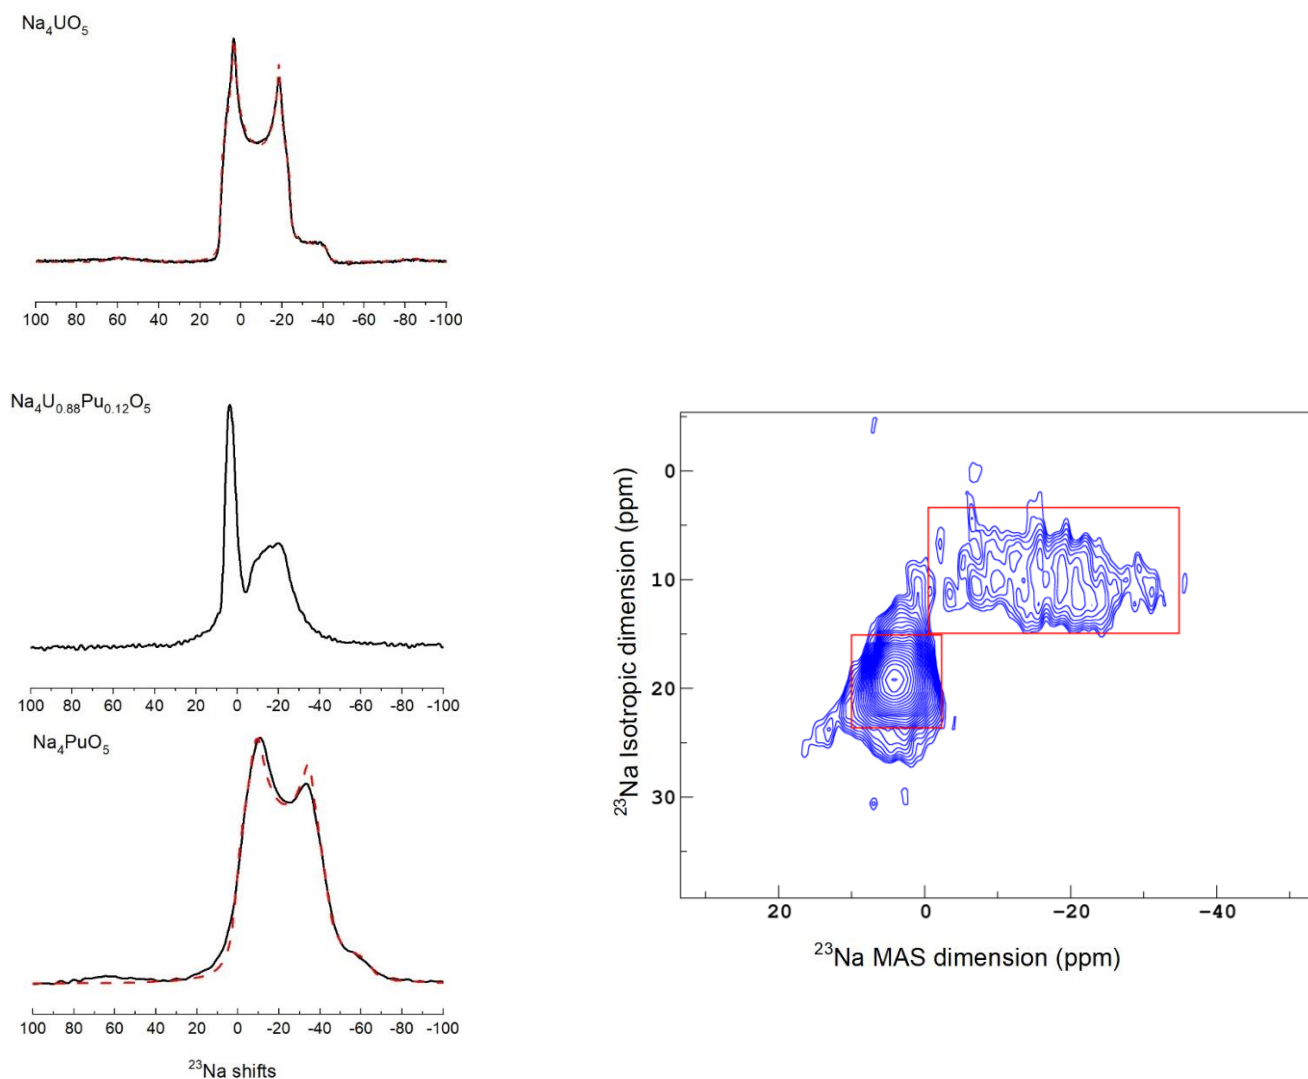 Na₄UO₅
100 80 60 40 20 0 -20 -40 -60 -80 -100
Na₄U₀.₈₈Pu₀.₁₂O₅
100 80 60 40 20 0 -20 -40 -60 -80 -100
Na₄PuO₅
100 80 60 40 20 0 -20 -40 -60 -80 -100
²³Na shifts
²³Na Isotropic dimension (ppm)
0
10
20
30
20 0 −20 −40
²³Na MAS dimension (ppm)